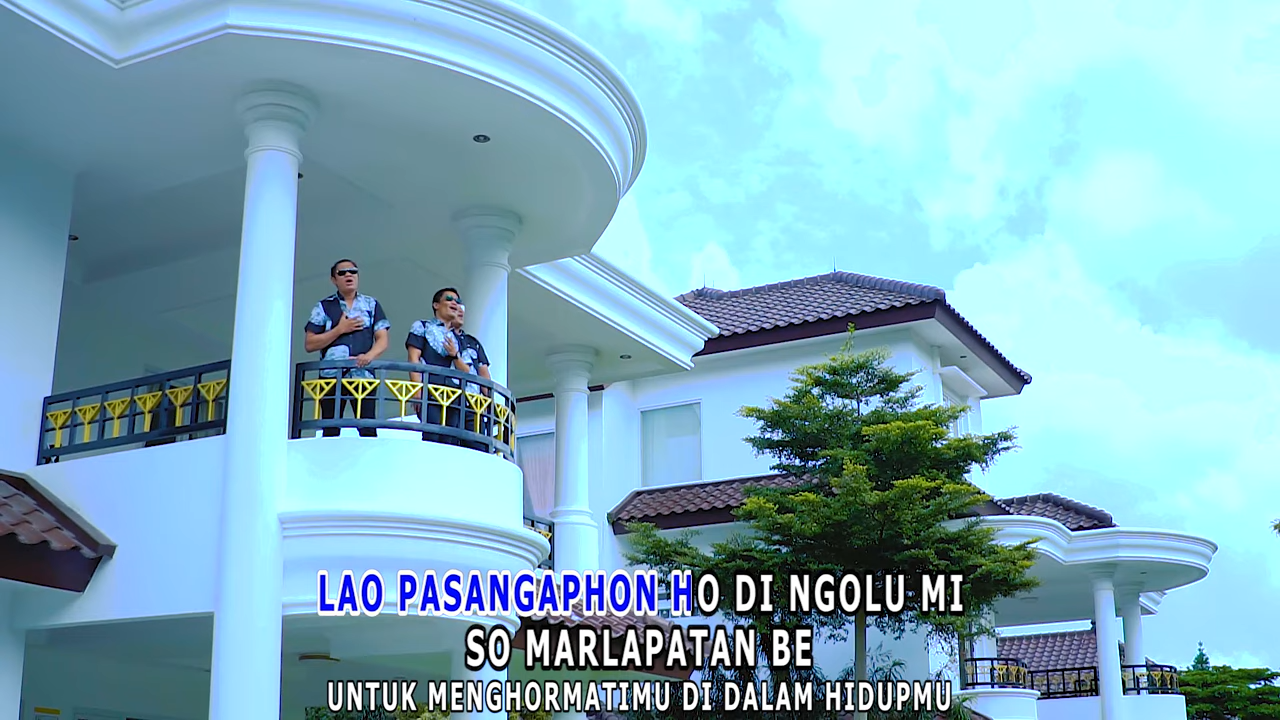 LAO PASANGAPHON HO DI NGOLU MI
SO MARLAPATAN BE
UNTUK MENGHORMATIMU DI DALAM HIDUPMU